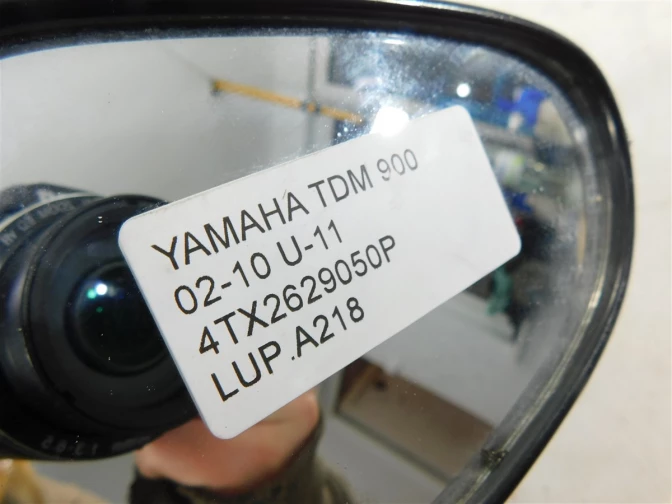 YAMAHA TDM 900
02-10 U-11
4TX2629050P
LUP.A218